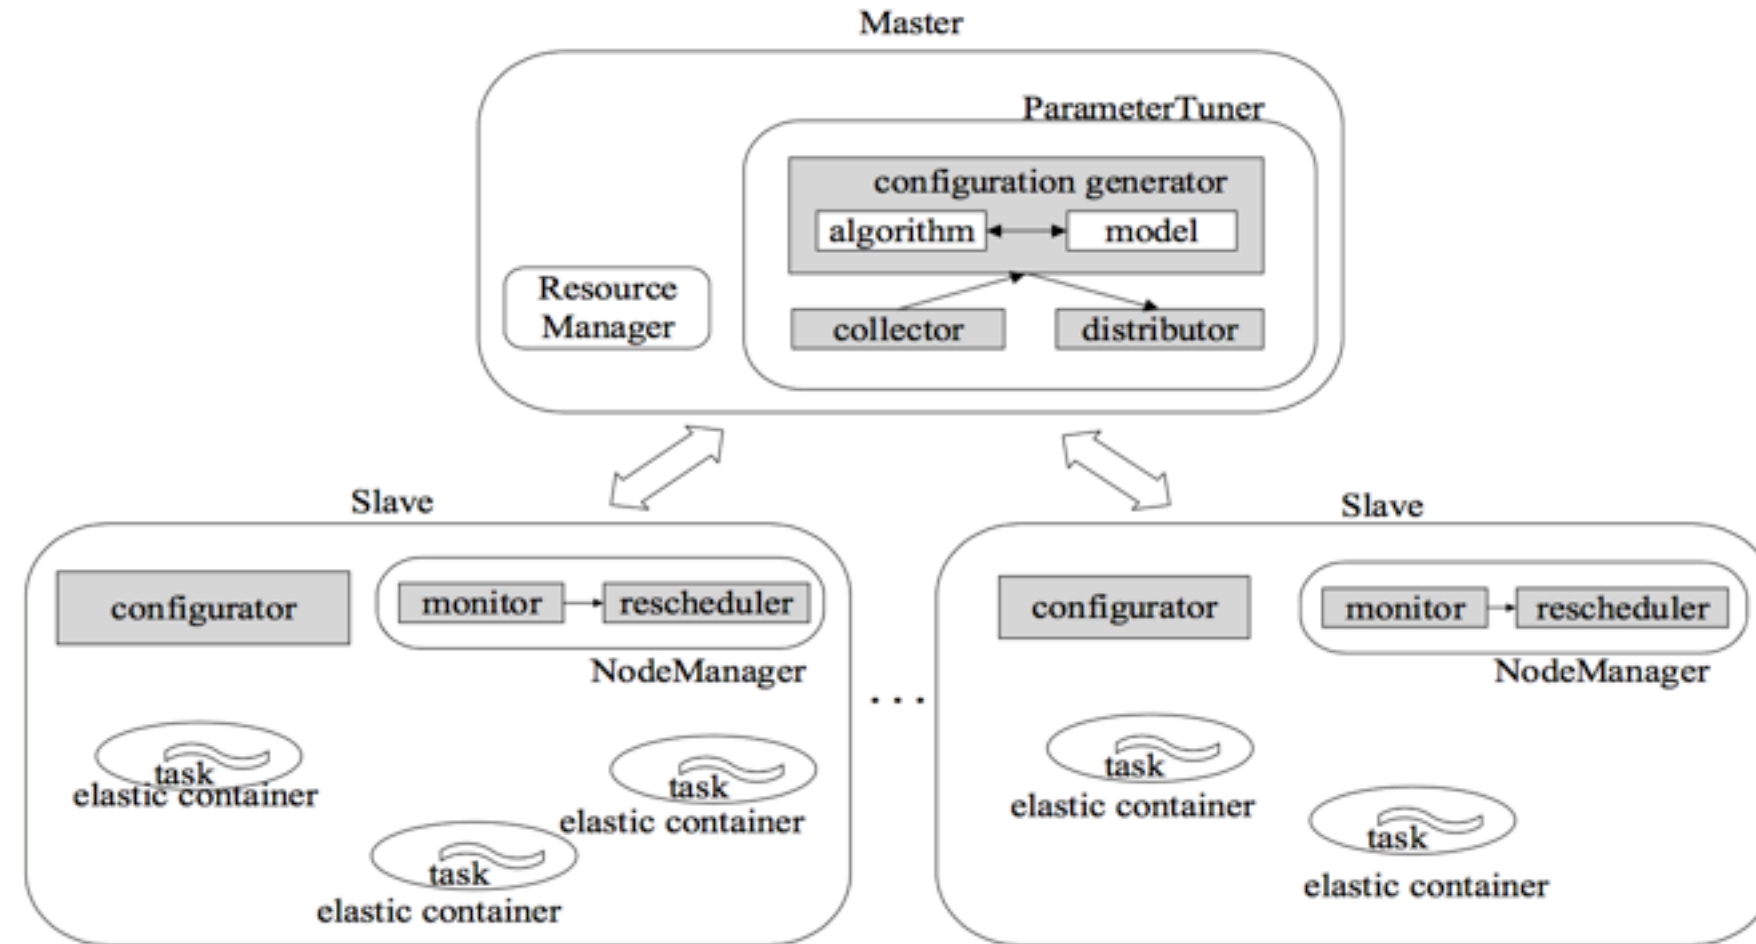 Master
ParameterTuner
configuration generator
algorithm
model
Resource
Manager
collector
distributor
Slave
configurator
monitor
rescheduler
NodeManager
task
elastic container
task
elastic container
task
elastic container
...
Slave
configurator
monitor
rescheduler
NodeManager
task
elastic container
task
elastic container